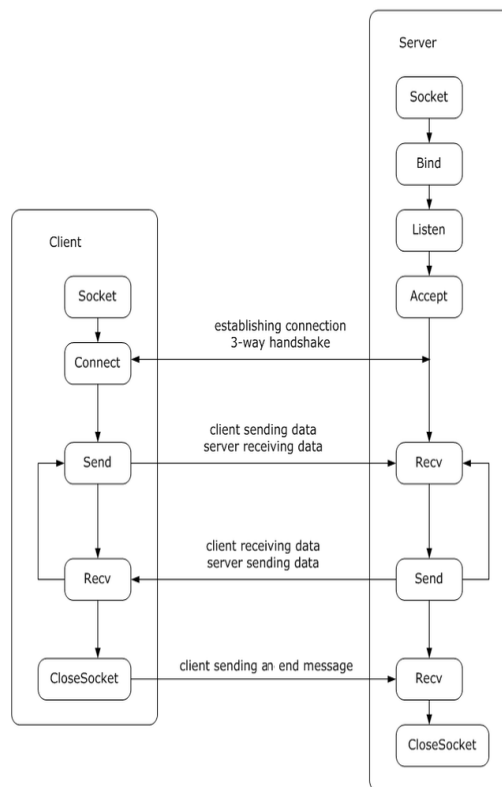 Server
Socket
Bind
Listen
Accept
Client
Socket
Connect
establishing connection
3-way handshake
client sending data
server receiving data
Send
Recv
client receiving data
server sending data
Recv
Send
client sending an end message
CloseSocket
Recv
CloseSocket